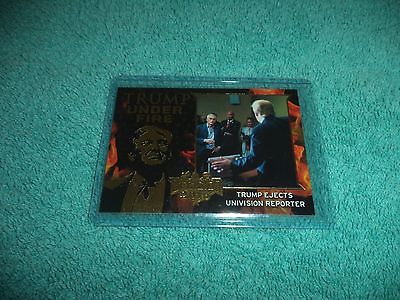 TRUMP
UNDER
FIRE
TRUMP EJECTS
UNIVISION REPORTER